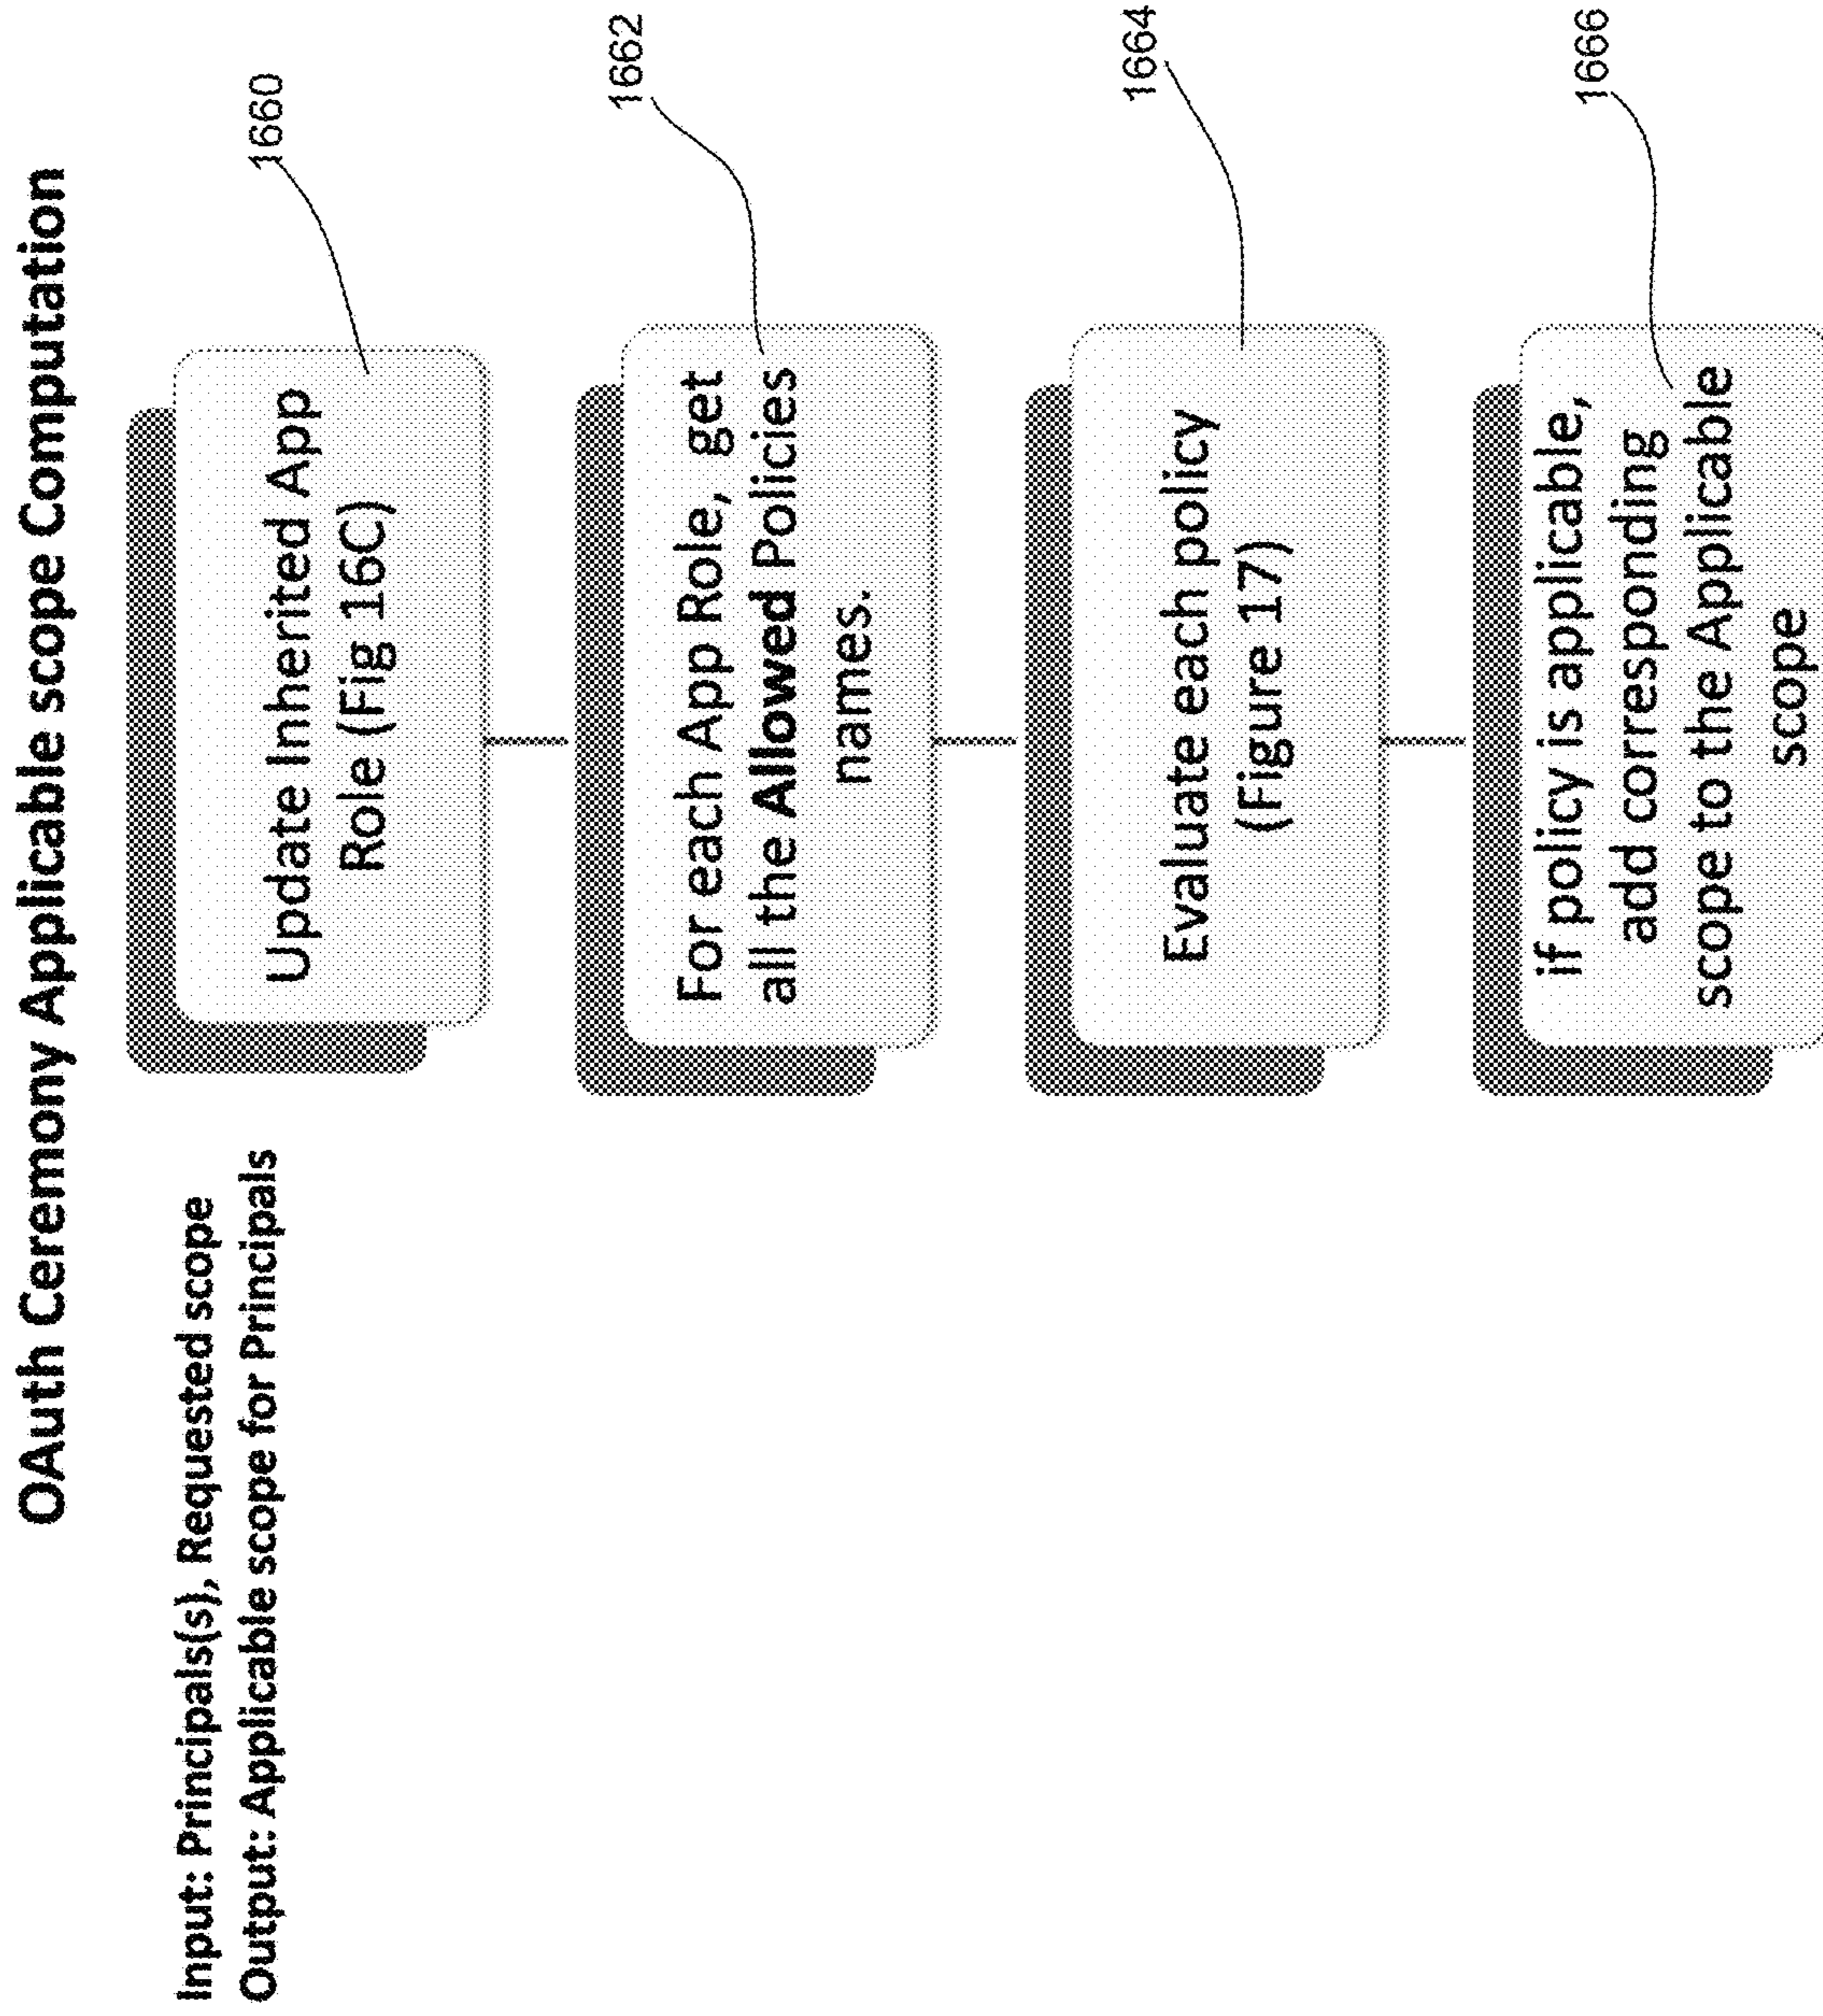 OAuth Ceremony Applicable scope Computation
Input: Principals(s), Requested scope
Output: Applicable scope for Principals
Update Inherited App
Role (Fig 16C)
1660
For each App Role, get
all the Allowed Policies
names.
1662
Evaluate each policy
(Figure 17)
1664
if policy is applicable,
add corresponding
scope to the Applicable
scope
1666